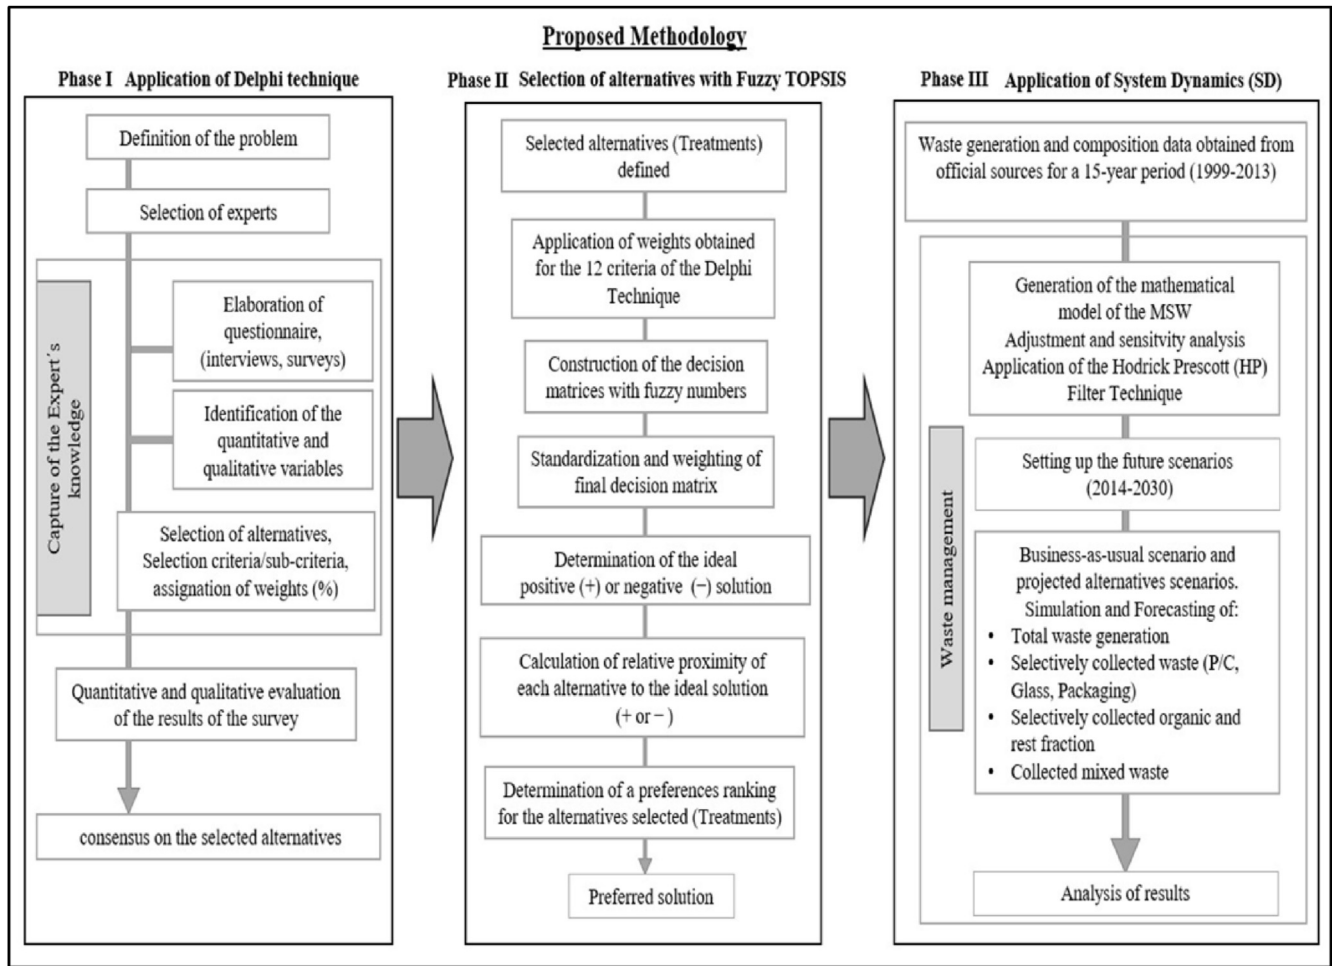 Proposed Methodology
Phase I Application of Delphi technique
Definition of the problem
Selection of experts
Capture of the Expert´s
knowledge
Elaboration of
questionnaire,
(interviews, surveys)
Identification of the
quantitative and
qualitative variables
Selection of alternatives,
Selection criteria/sub-criteria,
assignation of weights (%)
Quantitative and qualitative evaluation
of the results of the survey
consensus on the selected alternatives
Phase II Selection of alternatives with Fuzzy TOPSIS
Selected alternatives (Treatments)
defined
Application of weights obtained
for the 12 criteria of the Delphi
Technique
Construction of the decision
matrices with fuzzy numbers
Standardization and weighting of
final decision matrix
Determination of the ideal
positive (+) or negative (−) solution
Calculation of relative proximity of
each alternative to the ideal solution
(+ or − )
Determination of a preferences ranking
for the alternatives selected (Treatments)
Preferred solution
Phase III Application of System Dynamics (SD)
Waste generation and composition data obtained from
official sources for a 15-year period (1999-2013)
Generation of the mathematical
model of the MSW
Adjustment and sensitvity analysis
Application of the Hodrick Prescott (HP)
Filter Technique
Waste management
Setting up the future scenarios
(2014-2030)
Business-as-usual scenario and
projected alternatives scenarios.
Simulation and Forecasting of:
• Total waste generation
• Selectively collected waste (P/C,
Glass, Packaging)
• Selectively collected organic and
rest fraction
• Collected mixed waste
Analysis of results